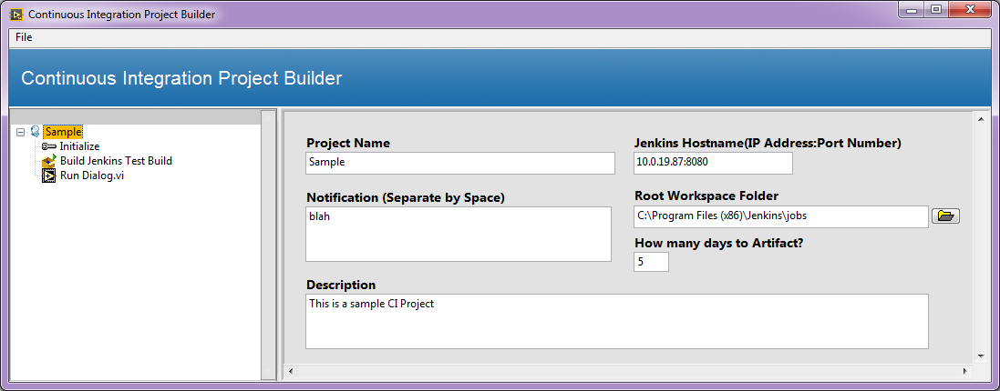 Continuous Integration Project Builder
File
Continuous Integration Project Builder
Sample
Initialize
Build Jenkins Test Build
Run Dialog.vi
Project Name
Sample
Jenkins Hostname(IP Address:Port Number)
10.0.19.87:8080
Notification (Separate by Space)
blah
Root Workspace Folder
C:\Program Files (x86)\Jenkins\jobs
How many days to Artifact?
5
Description
This is a sample CI Project